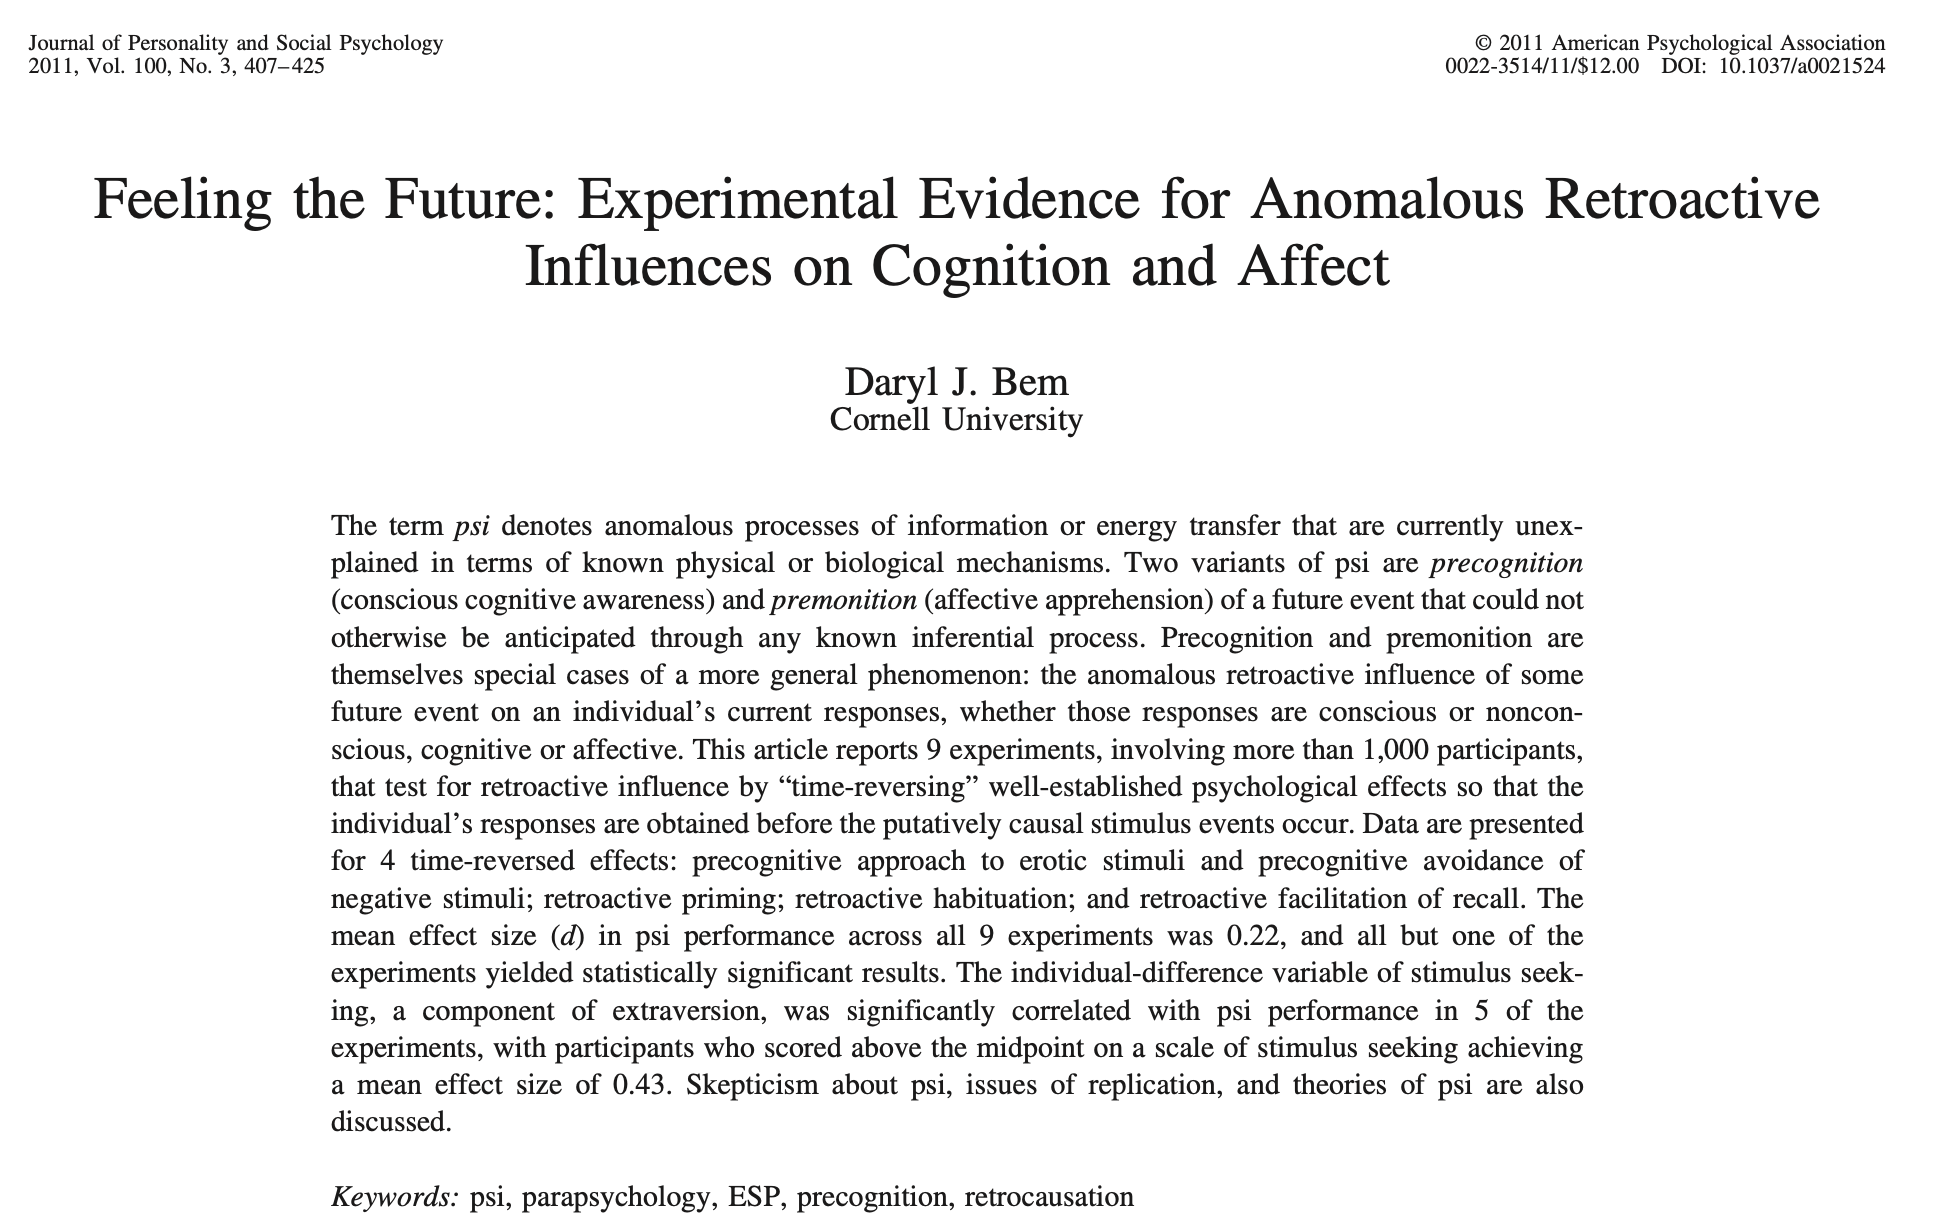 Journal of Personality and Social Psychology
2011, Vol. 100, No. 3, 407–425
© 2011 American Psychological Association
0022-3514/11/$12.00 DOI: 10.1037/a0021524
Feeling the Future: Experimental Evidence for Anomalous Retroactive
Influences on Cognition and Affect
Daryl J. Bem
Cornell University
The term psi denotes anomalous processes of information or energy transfer that are currently unex-
plained in terms of known physical or biological mechanisms. Two variants of psi are precognition
(conscious cognitive awareness) and premonition (affective apprehension) of a future event that could not
otherwise be anticipated through any known inferential process. Precognition and premonition are
themselves special cases of a more general phenomenon: the anomalous retroactive influence of some
future event on an individual’s current responses, whether those responses are conscious or noncon-
scious, cognitive or affective. This article reports 9 experiments, involving more than 1,000 participants,
that test for retroactive influence by “time-reversing” well-established psychological effects so that the
individual’s responses are obtained before the putatively causal stimulus events occur. Data are presented
for 4 time-reversed effects: precognitive approach to erotic stimuli and precognitive avoidance of
negative stimuli; retroactive priming; retroactive habituation; and retroactive facilitation of recall. The
mean effect size (d) in psi performance across all 9 experiments was 0.22, and all but one of the
experiments yielded statistically significant results. The individual-difference variable of stimulus seek-
ing, a component of extraversion, was significantly correlated with psi performance in 5 of the
experiments, with participants who scored above the midpoint on a scale of stimulus seeking achieving
a mean effect size of 0.43. Skepticism about psi, issues of replication, and theories of psi are also
discussed.
Keywords: psi, parapsychology, ESP, precognition, retrocausation